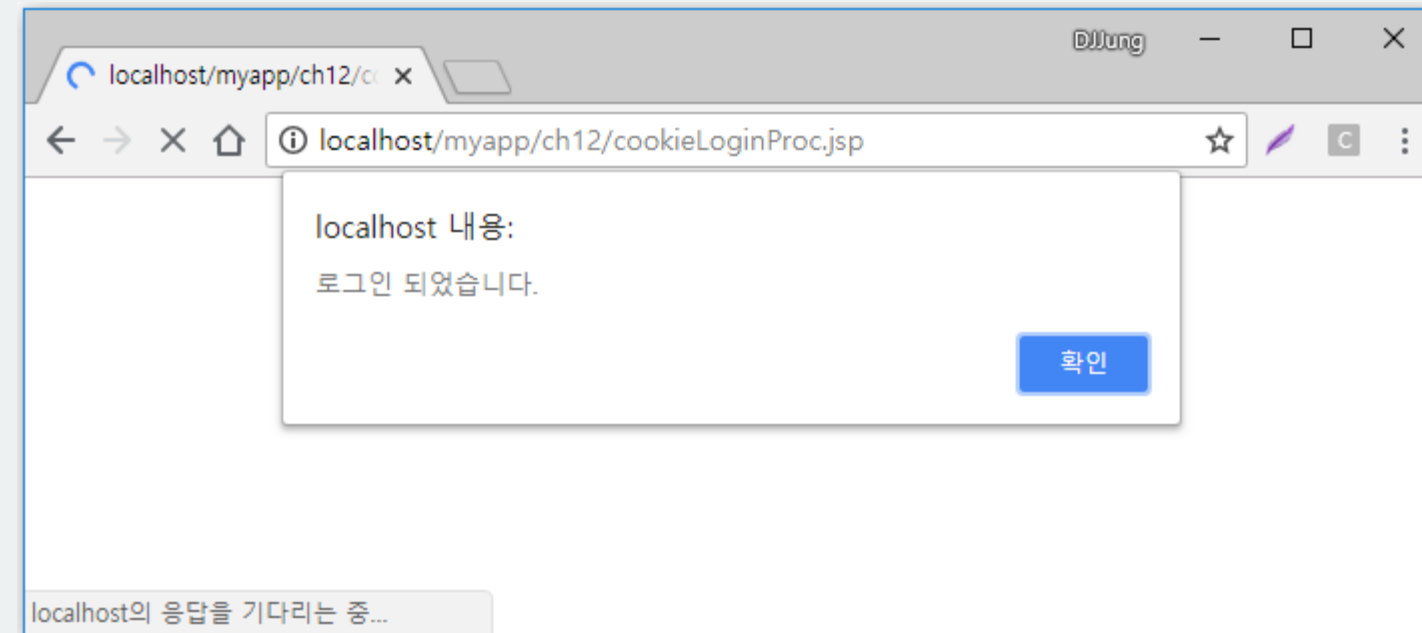 DJJung
localhost/myapp/ch12/co
localhost/myapp/ch12/cookieLoginProc.jsp
C
localhost 내용:
로그인 되었습니다.
확인
localhost의 응답을 기다리는 중...